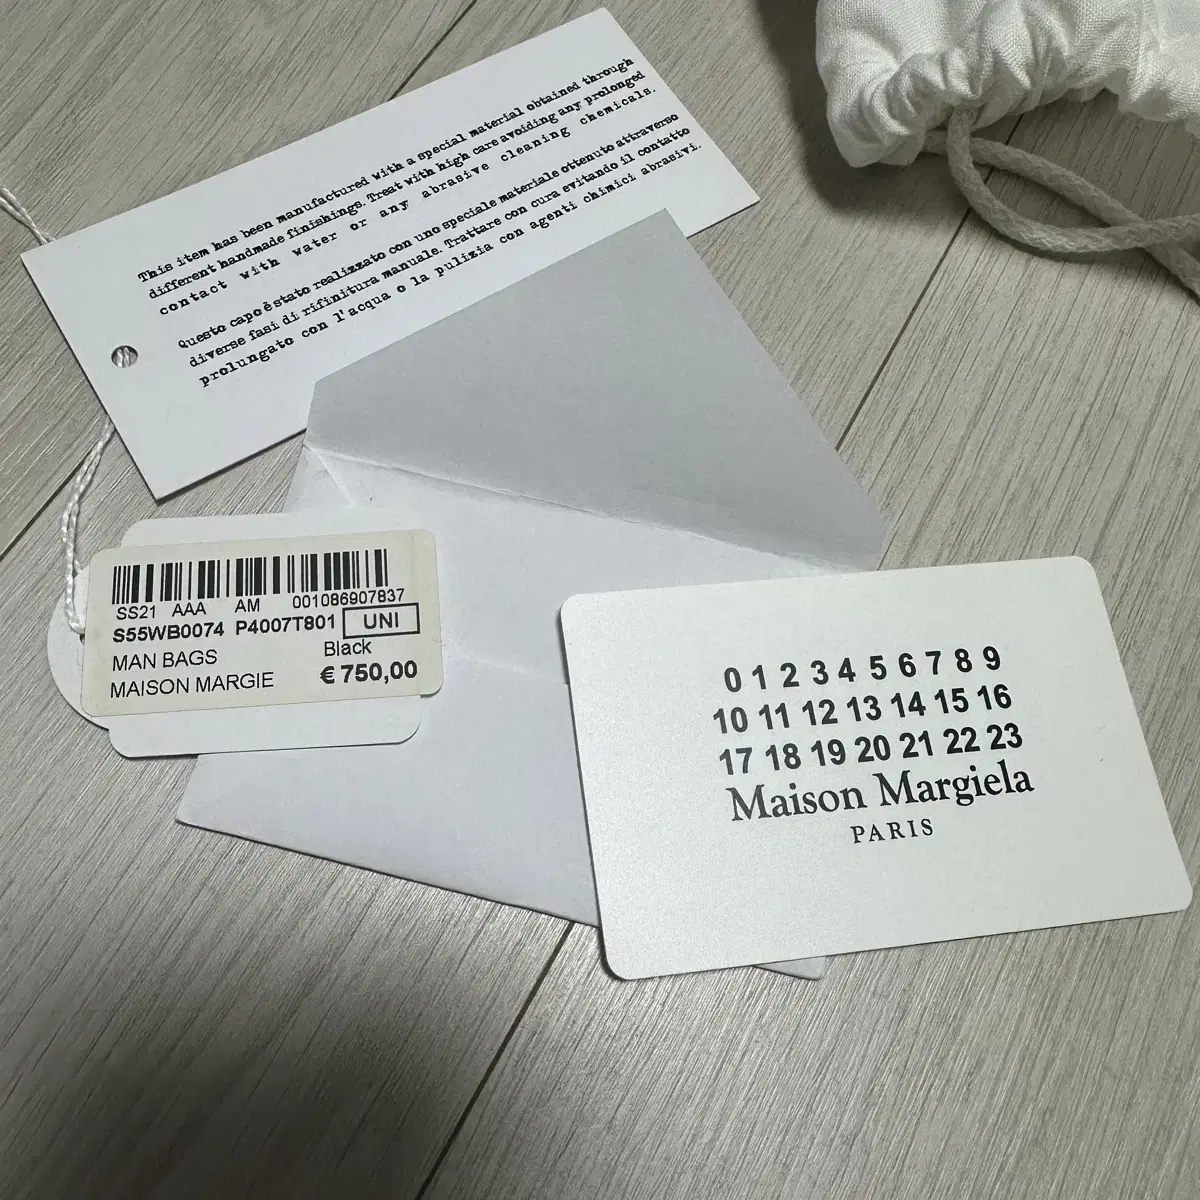 This item has been manufactured with a special material obtained through
different handmade finishings. Treat with high care avoiding any prolonged
contact with water or any abrasive cleaning chemicals.
Questo capo è stato realizzato con uno speciale materiale ottenuto attraverso
diverse fasi di rifinitura manuale. Trattare con cura evitando il contatto
prolungato con l'acqua o la pulizia con agenti chimici abrasivi.
SS21 AAA AM 001086907837
S55WB0074 P4007T801 UNI
MAN BAGS Black
MAISON MARGIE € 750,00
0 1 2 3 4 5 6 7 8 9
10 11 12 13 14 15 16
17 18 19 20 21 22 23
Maison Margiela
PARIS